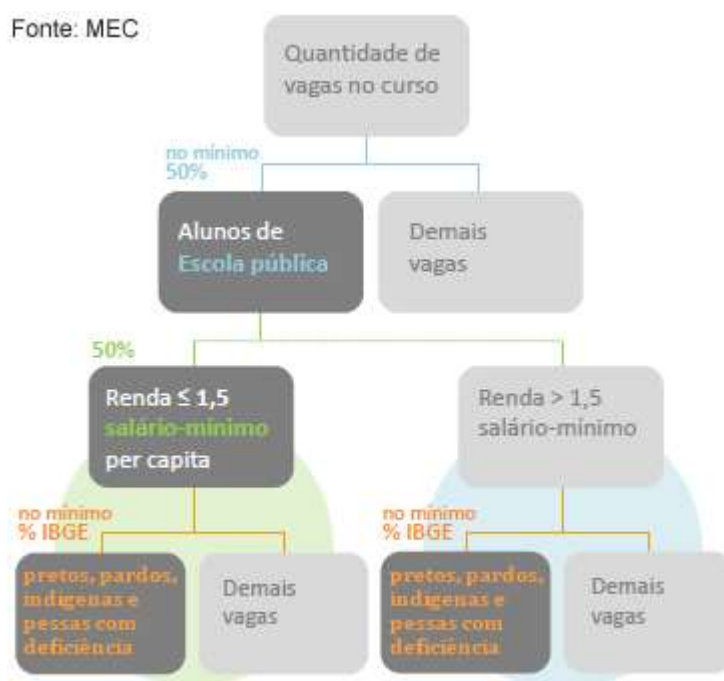 Fonte: MEC
Quantidade de
vagas no curso
no mínimo
50%
Alunos de
Escola pública
Demais
vagas
50%
Renda ≤ 1,5
salário-mínimo
per capita
Renda > 1,5
salário-mínimo
no mínimo
% IBGE
pretos, pardos,
indígenas e
pessas com
deficiência
Demais
vagas
no mínimo
% IBGE
pretos, pardos,
indígenas e
pessas com
deficiência
Demais
vagas